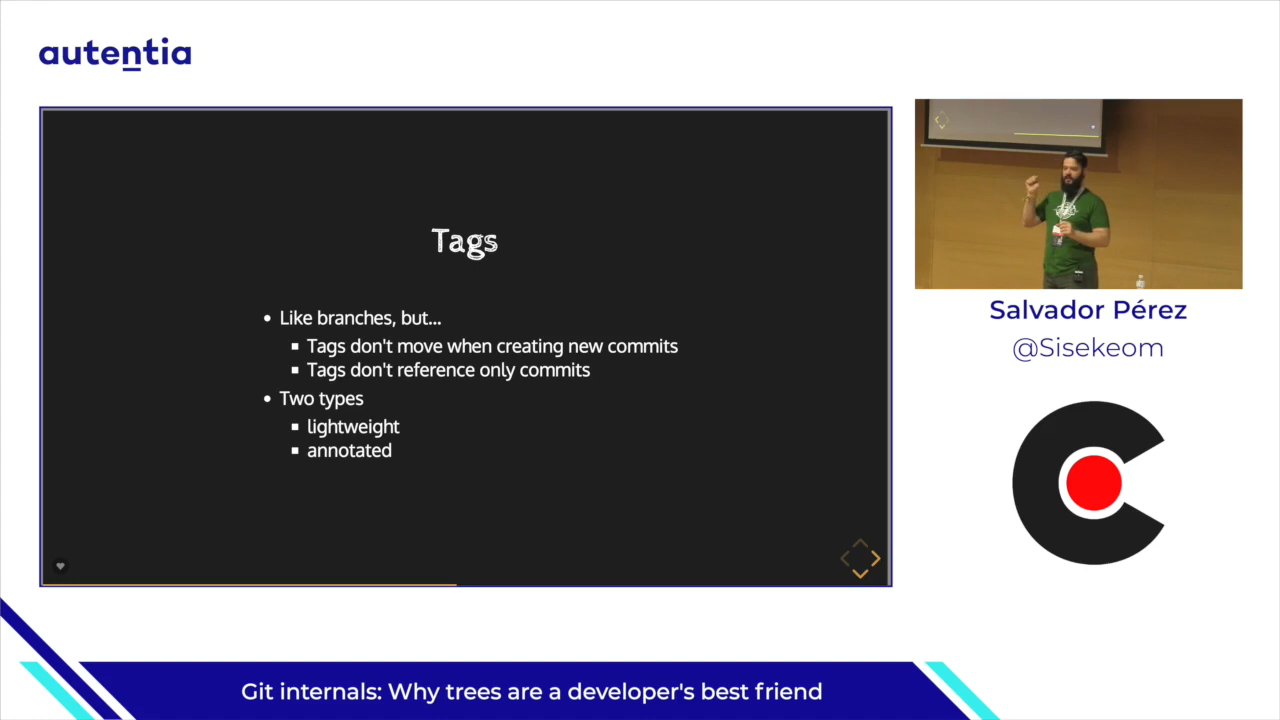 autentia
Tags
Like branches, but...
Tags don't move when creating new commits
Tags don't reference only commits
Two types
lightweight
annotated
Salvador Pérez
@Sisekeom
Git internals: Why trees are a developer's best friend